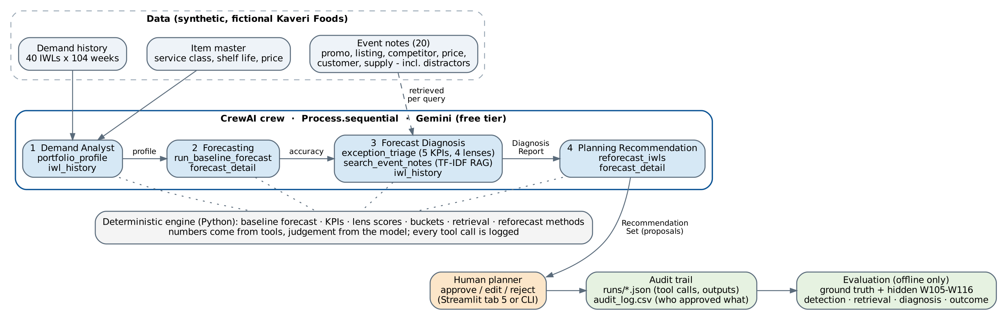 Data (synthetic, fictional Kaveri Foods)
Demand history
40 IWLs x 104 weeks
Item master
service class, shelf life, price
Event notes (20)
promo, listing, competitor, price,
customer, supply - incl. distractors
retrieved
per query
CrewAI crew · Process.sequential · Gemini (free tier)
1 Demand Analyst
portfolio_profile
iwl_history
profile
2 Forecasting
run_baseline_forecast
forecast_detail
accuracy
3 Forecast Diagnosis
exception_triage (5 KPIs, 4 lenses)
search_event_notes (TF-IDF RAG)
iwl_history
Diagnosis
Report
4 Planning Recommendation
reforecast_iwls
forecast_detail
Deterministic engine (Python): baseline forecast · KPIs · lens scores · buckets · retrieval · reforecast methods
numbers come from tools, judgement from the model; every tool call is logged
Recommendation
Set (proposals)
Human planner
approve / edit / reject
(Streamlit tab 5 or CLI)
Audit trail
runs/*.json (tool calls, outputs)
audit_log.csv (who approved what)
Evaluation (offline only)
ground truth + hidden W105-W116
detection · retrieval · diagnosis · outcome